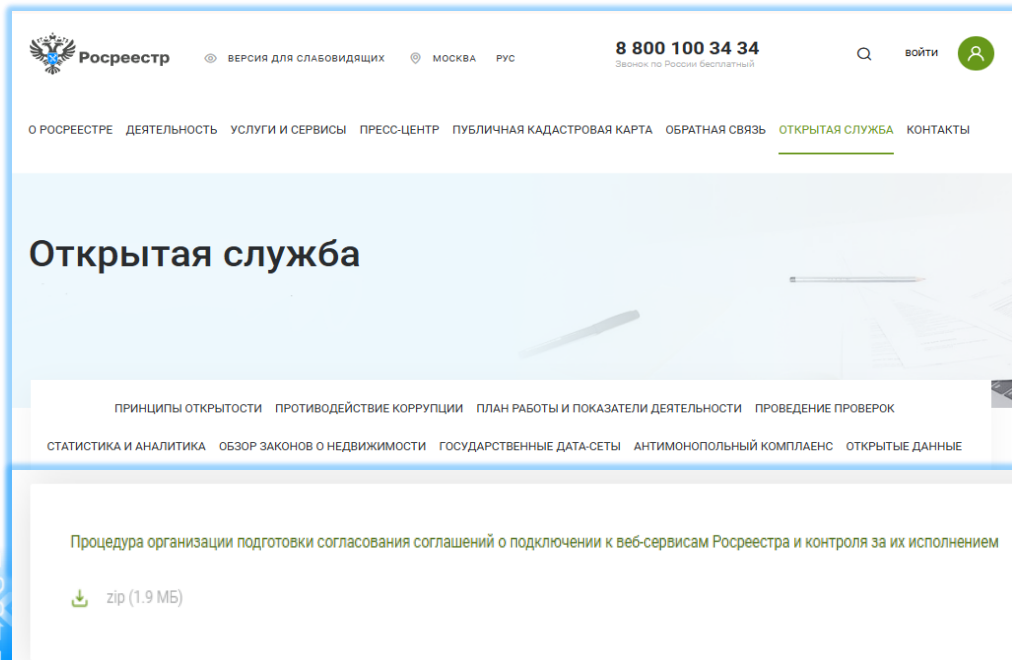 Росреестр
ВЕРСИЯ ДЛЯ СЛАБОВИДЯЩИХ МОСКВА РУС
8 800 100 34 34
Звонок по России бесплатный
ВОЙТИ
О РОСРЕЕСТРЕ ДЕЯТЕЛЬНОСТЬ УСЛУГИ И СЕРВИСЫ ПРЕСС-ЦЕНТР ПУБЛИЧНАЯ КАДАСТРОВАЯ КАРТА ОБРАТНАЯ СВЯЗЬ ОТКРЫТАЯ СЛУЖБА КОНТАКТЫ
Открытая служба
ПРИНЦИПЫ ОТКРЫТОСТИ ПРОТИВОДЕЙСТВИЕ КОРРУПЦИИ ПЛАН РАБОТЫ И ПОКАЗАТЕЛИ ДЕЯТЕЛЬНОСТИ ПРОВЕДЕНИЕ ПРОВЕРОК
СТАТИСТИКА И АНАЛИТИКА ОБЗОР ЗАКОНОВ О НЕДВИЖИМОСТИ ГОСУДАРСТВЕННЫЕ ДАТА-СЕТЫ АНТИМОНОПОЛЬНЫЙ КОМПЛАЕНС ОТКРЫТЫЕ ДАННЫЕ
Процедура организации подготовки согласования соглашений о подключении к веб-сервисам Росреестра и контроля за их исполнением
zip (1.9 МБ)